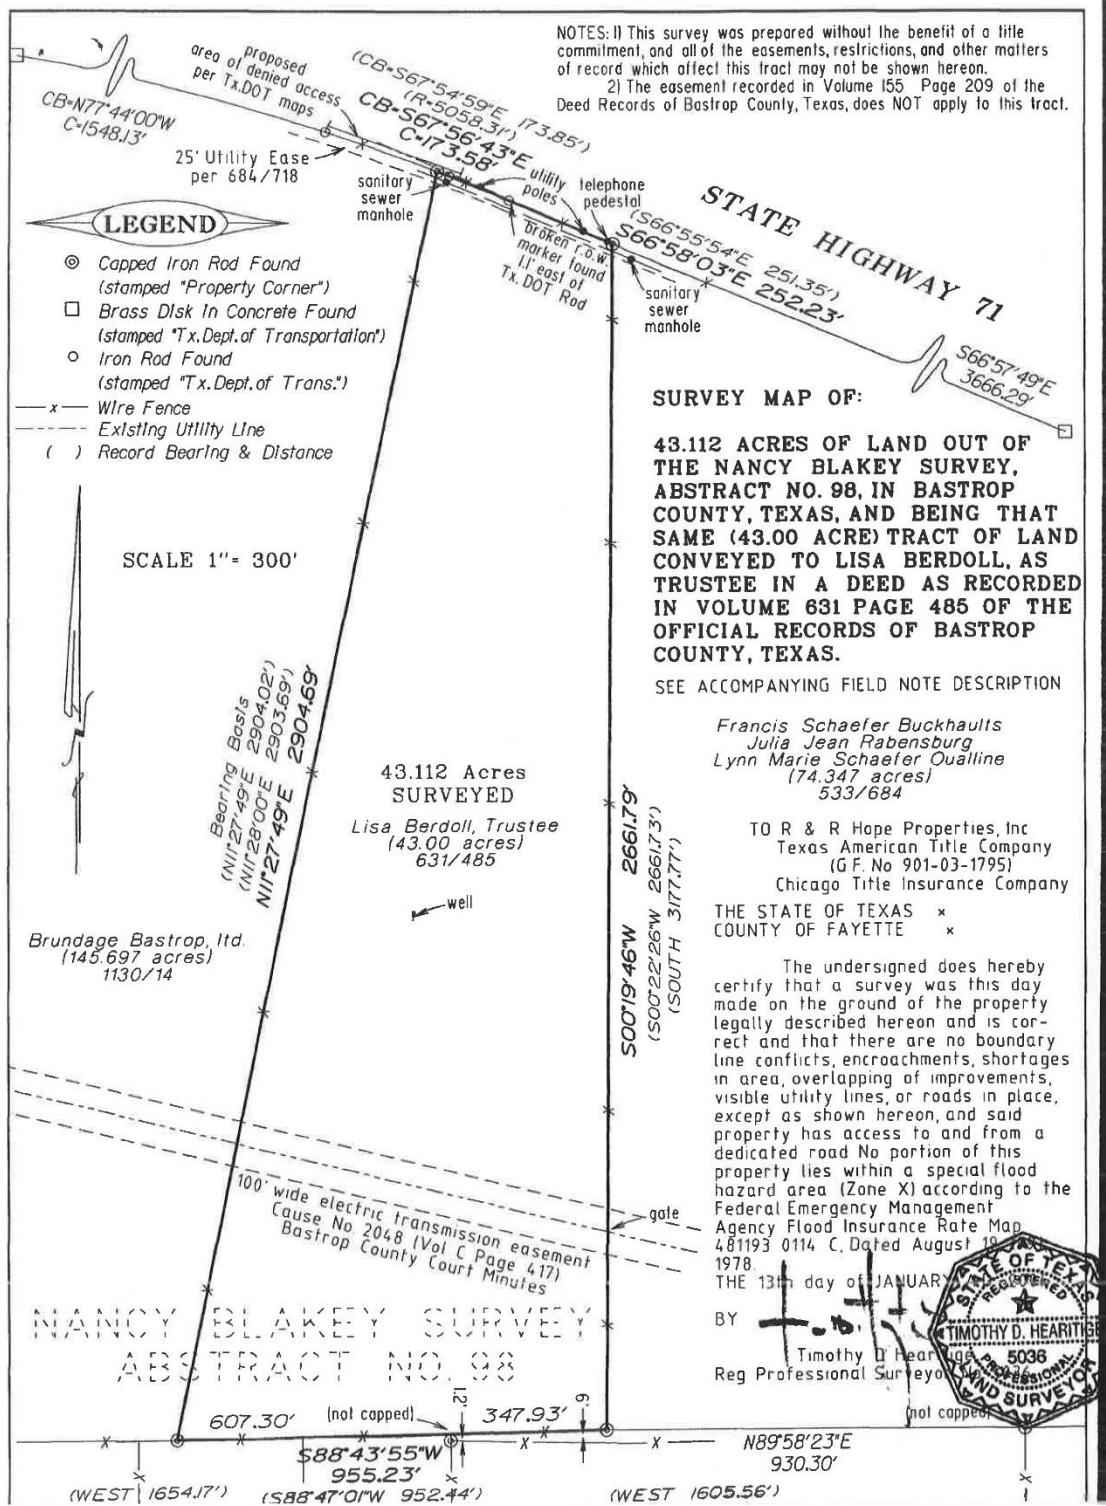 NOTES: 1) This survey was prepared without the benefit of a title
commitment, and all of the easements, restrictions, and other matters
of record which affect this tract may not be shown hereon.
2) The easement recorded in Volume 155 Page 209 of the
Deed Records of Bastrop County, Texas, does NOT apply to this tract.
proposed
area of denied access
per Tx.DOT maps
(CB=S67°54'59"E 173.85')
(R=5058.31')
CB=S67°56'43"E
C=173.58'
CB=N77°44'00"W
C=1548.13'
25' Utility Ease
per 684/718
sanitary
sewer
manhole
utility
poles
telephone
pedestal
STATE HIGHWAY 71
(S66°55'54"E 251.35')
S66°58'03"E 252.23'
broken r.o.w.
marker found
1.1' east of
Tx. DOT Rod
sanitary
sewer
manhole
S66°57'49"E
3666.29'
LEGEND
Capped Iron Rod Found
(stamped "Property Corner")
Brass Disk in Concrete Found
(stamped "Tx.Dept.of Transportation")
Iron Rod Found
(stamped "Tx.Dept.of Trans.")
x Wire Fence
Existing Utility Line
( ) Record Bearing & Distance
SCALE 1"= 300'
SURVEY MAP OF:
43.112 ACRES OF LAND OUT OF
THE NANCY BLAKEY SURVEY,
ABSTRACT NO. 98, IN BASTROP
COUNTY, TEXAS, AND BEING THAT
SAME (43.00 ACRE) TRACT OF LAND
CONVEYED TO LISA BERDOLL, AS
TRUSTEE IN A DEED AS RECORDED
IN VOLUME 631 PAGE 485 OF THE
OFFICIAL RECORDS OF BASTROP
COUNTY, TEXAS.
SEE ACCOMPANYING FIELD NOTE DESCRIPTION
Francis Schaefer Buckhaults
Julia Jean Rabensburg
Lynn Marie Schaefer Oualline
(74.347 acres)
533/684
Bearing Basis
(N11°27'49"E 2904.02')
(N11°28'00"E 2903.69')
N11°27'49"E 2904.69'
43.112 Acres
SURVEYED
Lisa Berdoll, Trustee
(43.00 acres)
631/485
well
S00°19'46"W 2661.79'
(S00°22'26"W 2661.73')
(SOUTH 3177.77')
Brundage Bastrop, ltd.
(145.697 acres)
1130/14
TO R & R Hope Properties, Inc
Texas American Title Company
(G F. No 901-03-1795)
Chicago Title Insurance Company
THE STATE OF TEXAS x
COUNTY OF FAYETTE x
The undersigned does hereby
certify that a survey was this day
made on the ground of the property
legally described hereon and is cor-
rect and that there are no boundary
line conflicts, encroachments, shortages
in area, overlapping of improvements,
visible utility lines, or roads in place,
except as shown hereon, and said
property has access to and from a
dedicated road No portion of this
property lies within a special flood
hazard area (Zone X) according to the
Federal Emergency Management
Agency Flood Insurance Rate Map
481193 0114 C, Dated August 19
1978.
THE 13th day of JANUARY
BY
Timothy D Hearitige
Reg Professional Surveyor
STATE OF TEXAS
REGISTERED
TIMOTHY D. HEARITIGE
5036
PROFESSIONAL
LAND SURVEYOR
gate
100' wide electric transmission easement
Cause No. 2048 (Vol C Page 417)
Bastrop County Court Minutes
NANCY BLAKEY SURVEY
ABSTRACT NO. 98
607.30'
(not capped)
1.2'
347.93'
.6'
(not capped)
S88°43'55"W
955.23'
N89°58'23"E
930.30'
(WEST 1654.17')
(S88°47'01"W 952.44')
(WEST 1605.56')